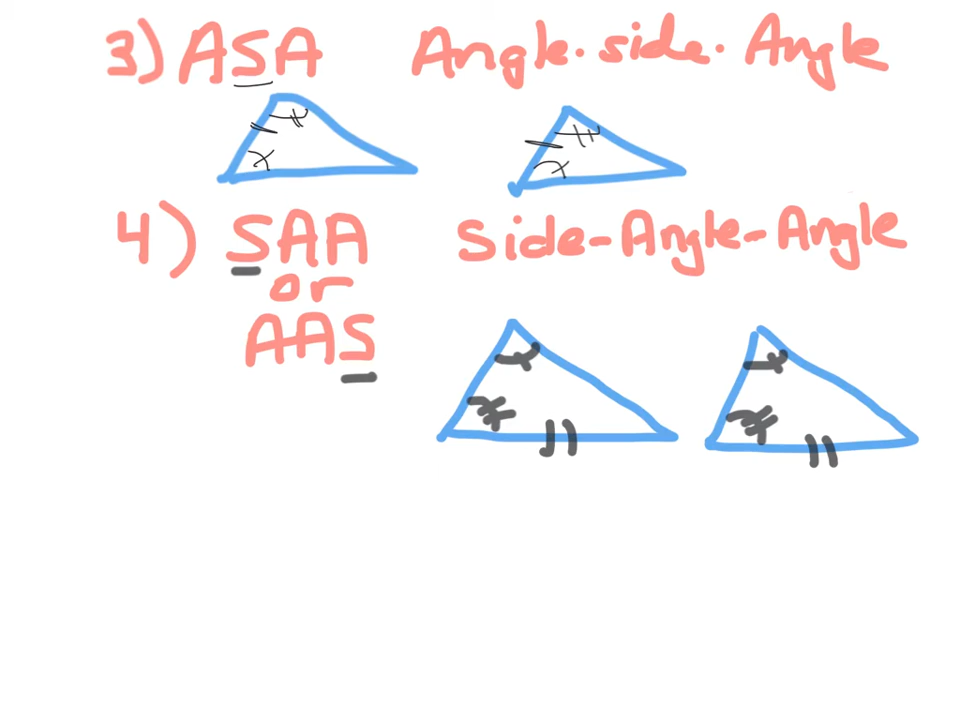 3) ASA Angle.side.Angle
4) SAA Side-Angle-Angle
or
AAS